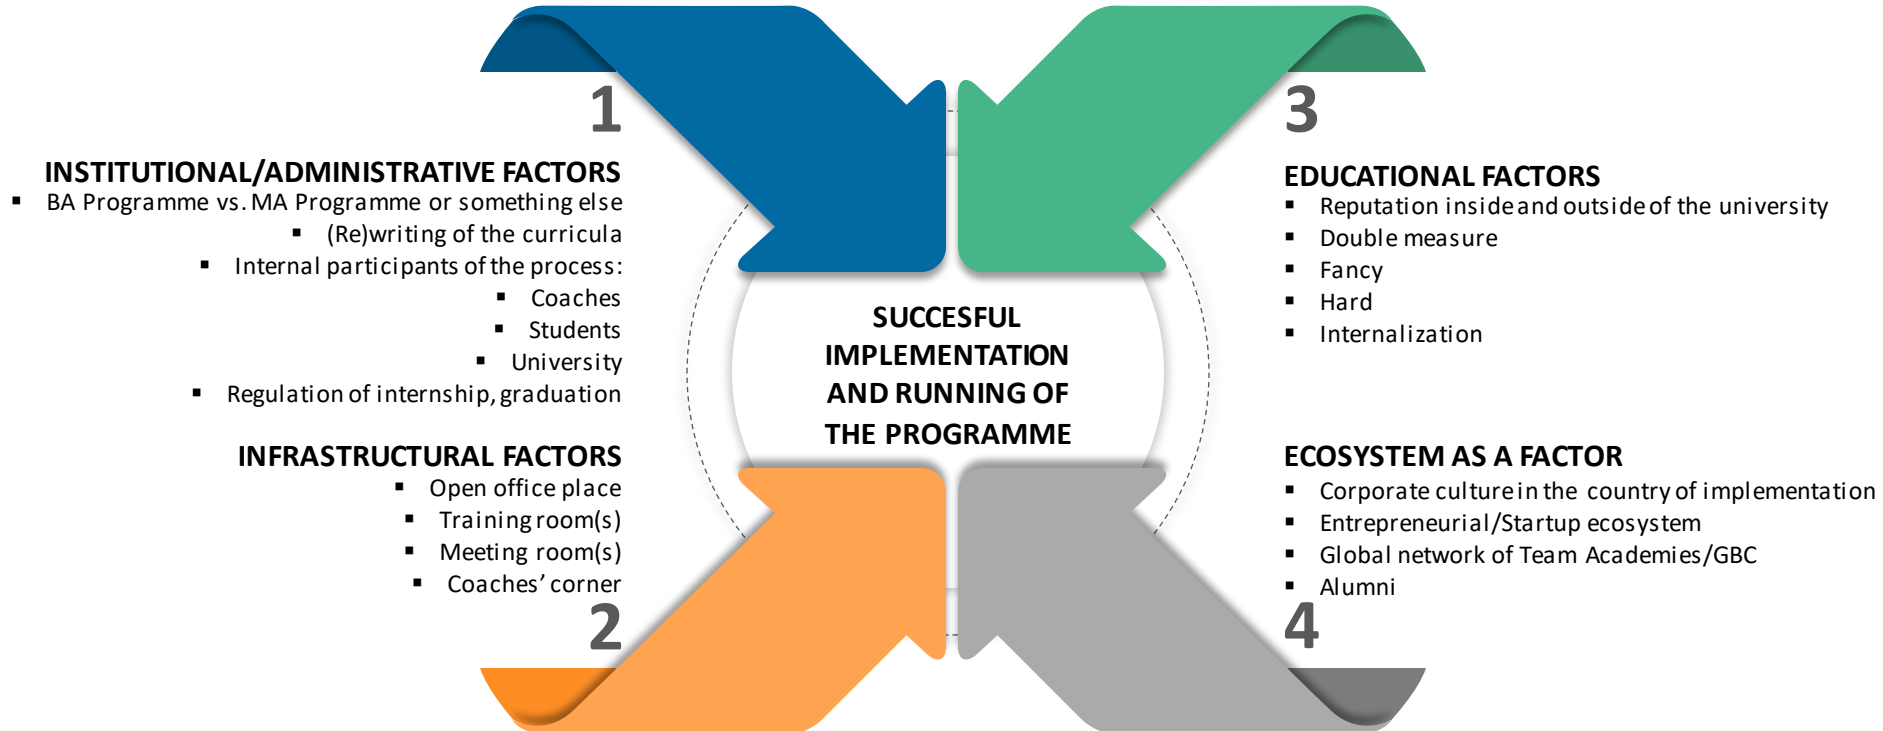 1
INSTITUTIONAL/ADMINISTRATIVE FACTORS
▪ BA Programme vs. MA Programme or something else
▪ (Re)writing of the curricula
▪ Internal participants of the process:
▪ Coaches
▪ Students
▪ University
▪ Regulation of internship, graduation
INFRASTRUCTURAL FACTORS
▪ Open office place
▪ Training room(s)
▪ Meeting room(s)
▪ Coaches’ corner
2
SUCCESFUL
IMPLEMENTATION
AND RUNNING OF
THE PROGRAMME
3
EDUCATIONAL FACTORS
▪ Reputation inside and outside of the university
▪ Double measure
▪ Fancy
▪ Hard
▪ Internalization
ECOSYSTEM AS A FACTOR
▪ Corporate culture in the country of implementation
▪ Entrepreneurial/Startup ecosystem
▪ Global network of Team Academies/GBC
▪ Alumni
4